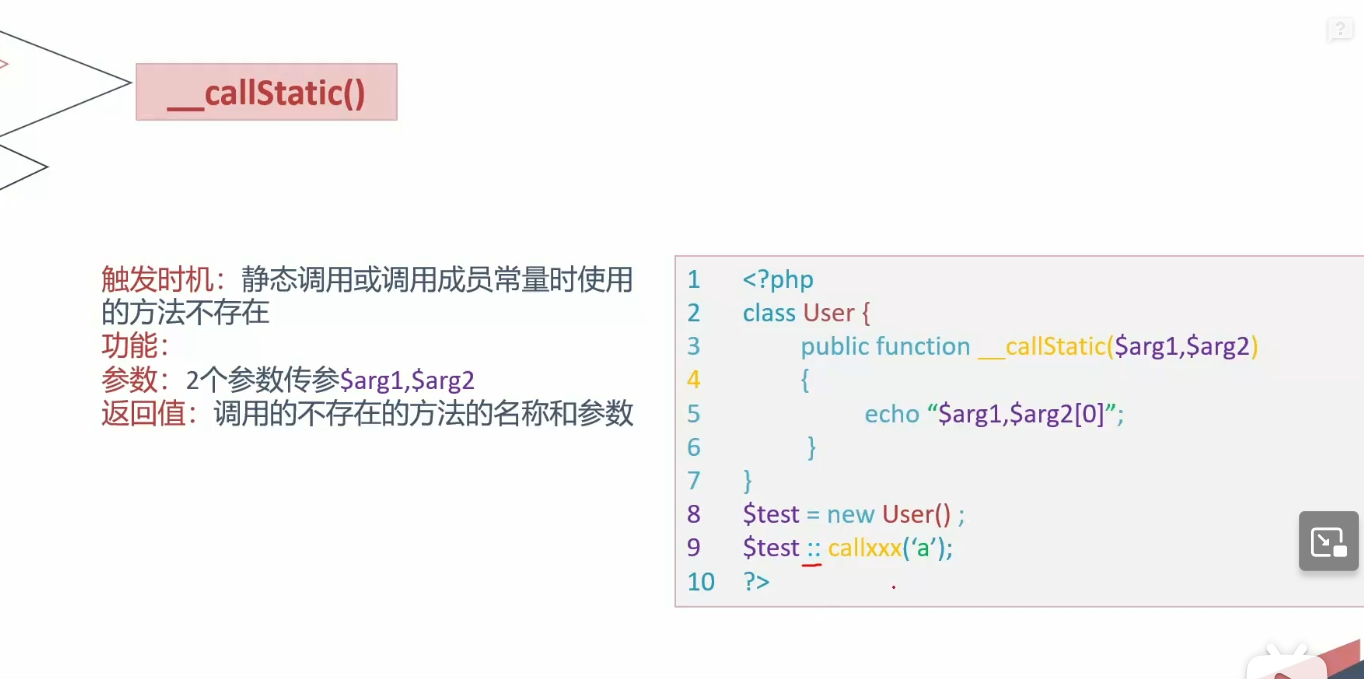 __callStatic()
触发时机：静态调用或调用成员常量时使用
的方法不存在
功能：
参数：2个参数传参$arg1,$arg2
返回值：调用的不存在的方法的名称和参数
1 <?php
2 class User {
3 public function __callStatic($arg1,$arg2)
4 {
5 echo “$arg1,$arg2[0]”;
6 }
7 }
8 $test = new User() ;
9 $test :: callxxx(‘a’);
10 ?>
?